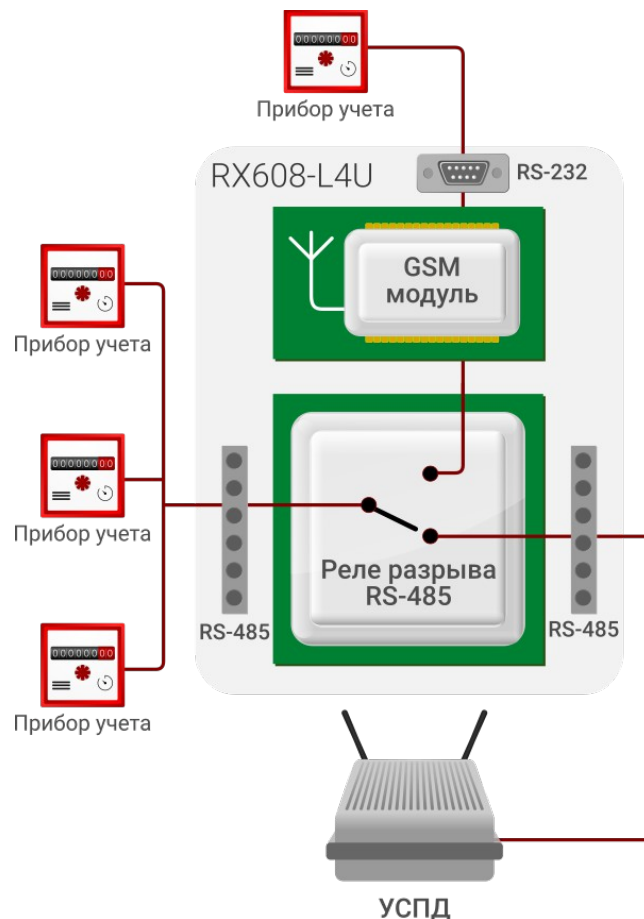 Прибор учета
RX608-L4U
RS-232
GSM
модуль
Прибор учета
Прибор учета
Реле разрыва
RS-485
RS-485
RS-485
Прибор учета
УСПД